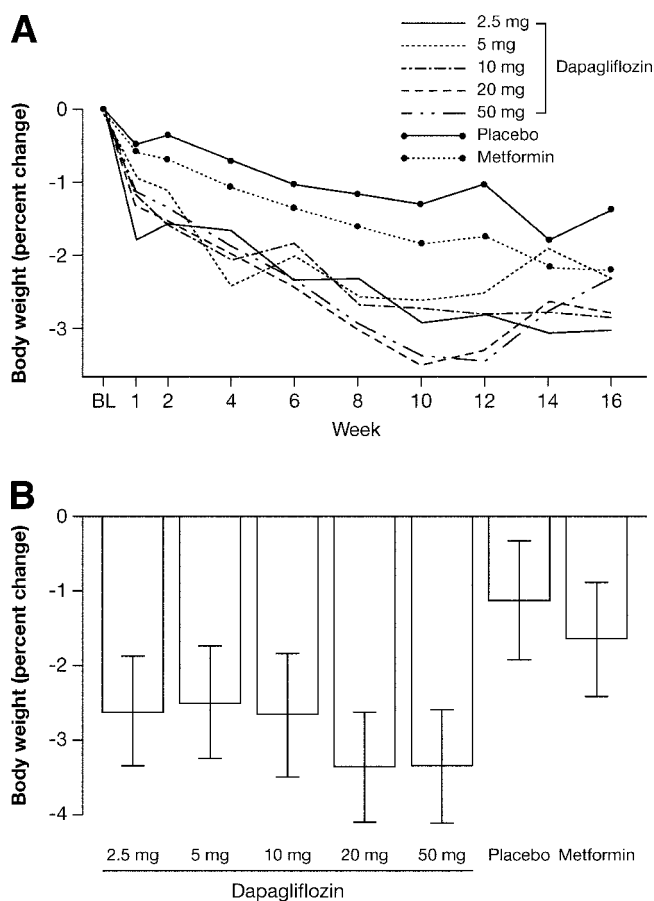 A
2.5 mg
5 mg
10 mg
Dapagliflozin
20 mg
50 mg
Placebo
Metformin
Body weight (percent change)
0
-1
-2
-3
BL 1 2 4 6 8 10 12 14 16
Week
B
Body weight (percent change)
0
-1
-2
-3
-4
2.5 mg 5 mg 10 mg 20 mg 50 mg Placebo Metformin
Dapagliflozin